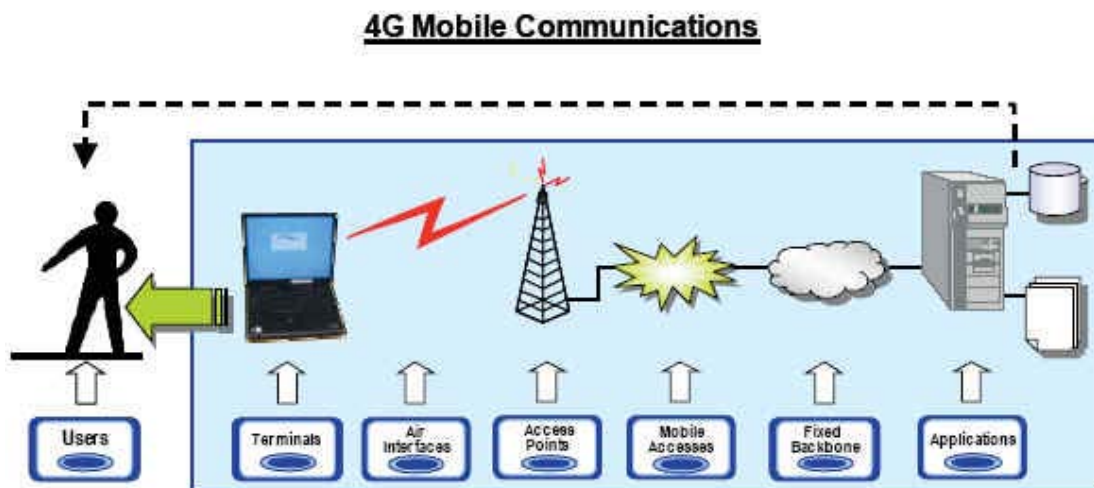 4G Mobile Communications
Users
Terminals
Air
Interfaces
Access
Points
Mobile
Accesses
Fixed
Backbone
Applications